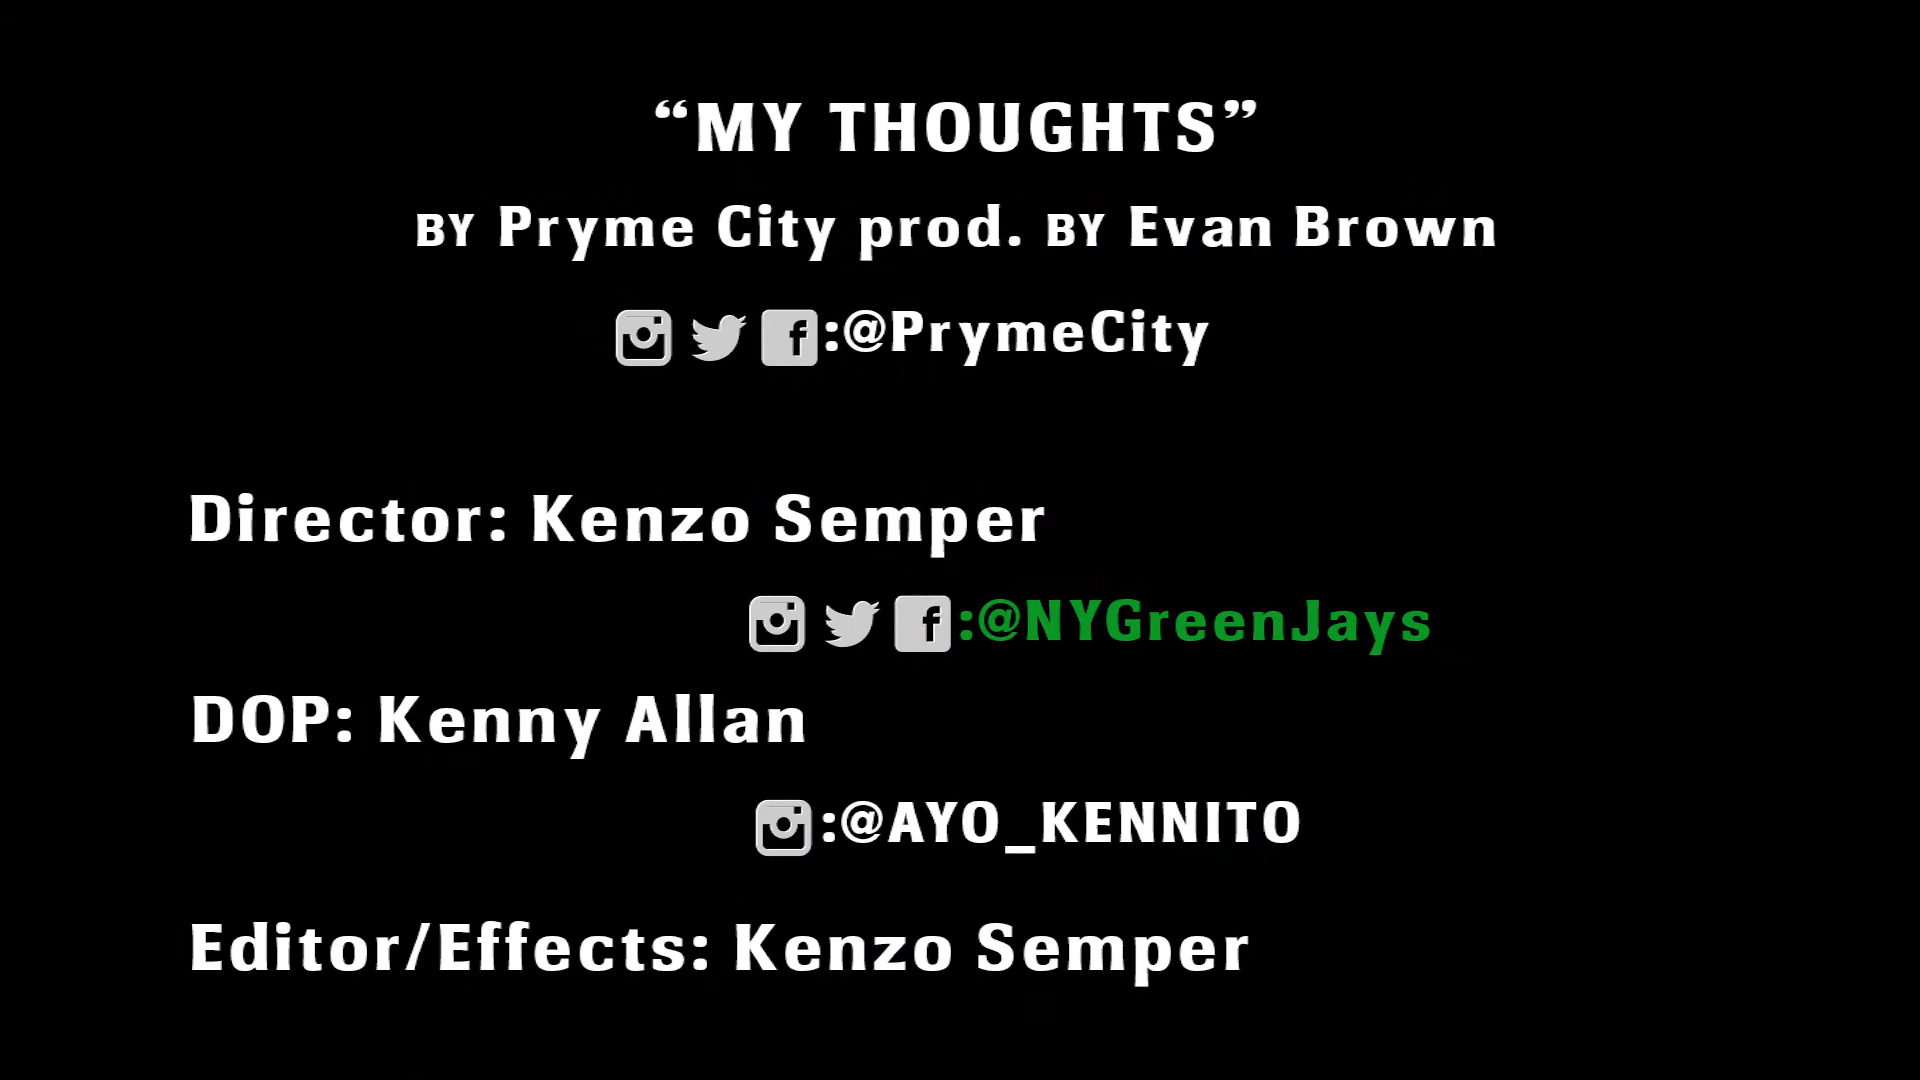 “MY THOUGHTS”
BY Pryme City prod. BY Evan Brown
:@PrymeCity
Director: Kenzo Semper
:@NYGreenJays
DOP: Kenny Allan
:@AYO_KENNITO
Editor/Effects: Kenzo Semper